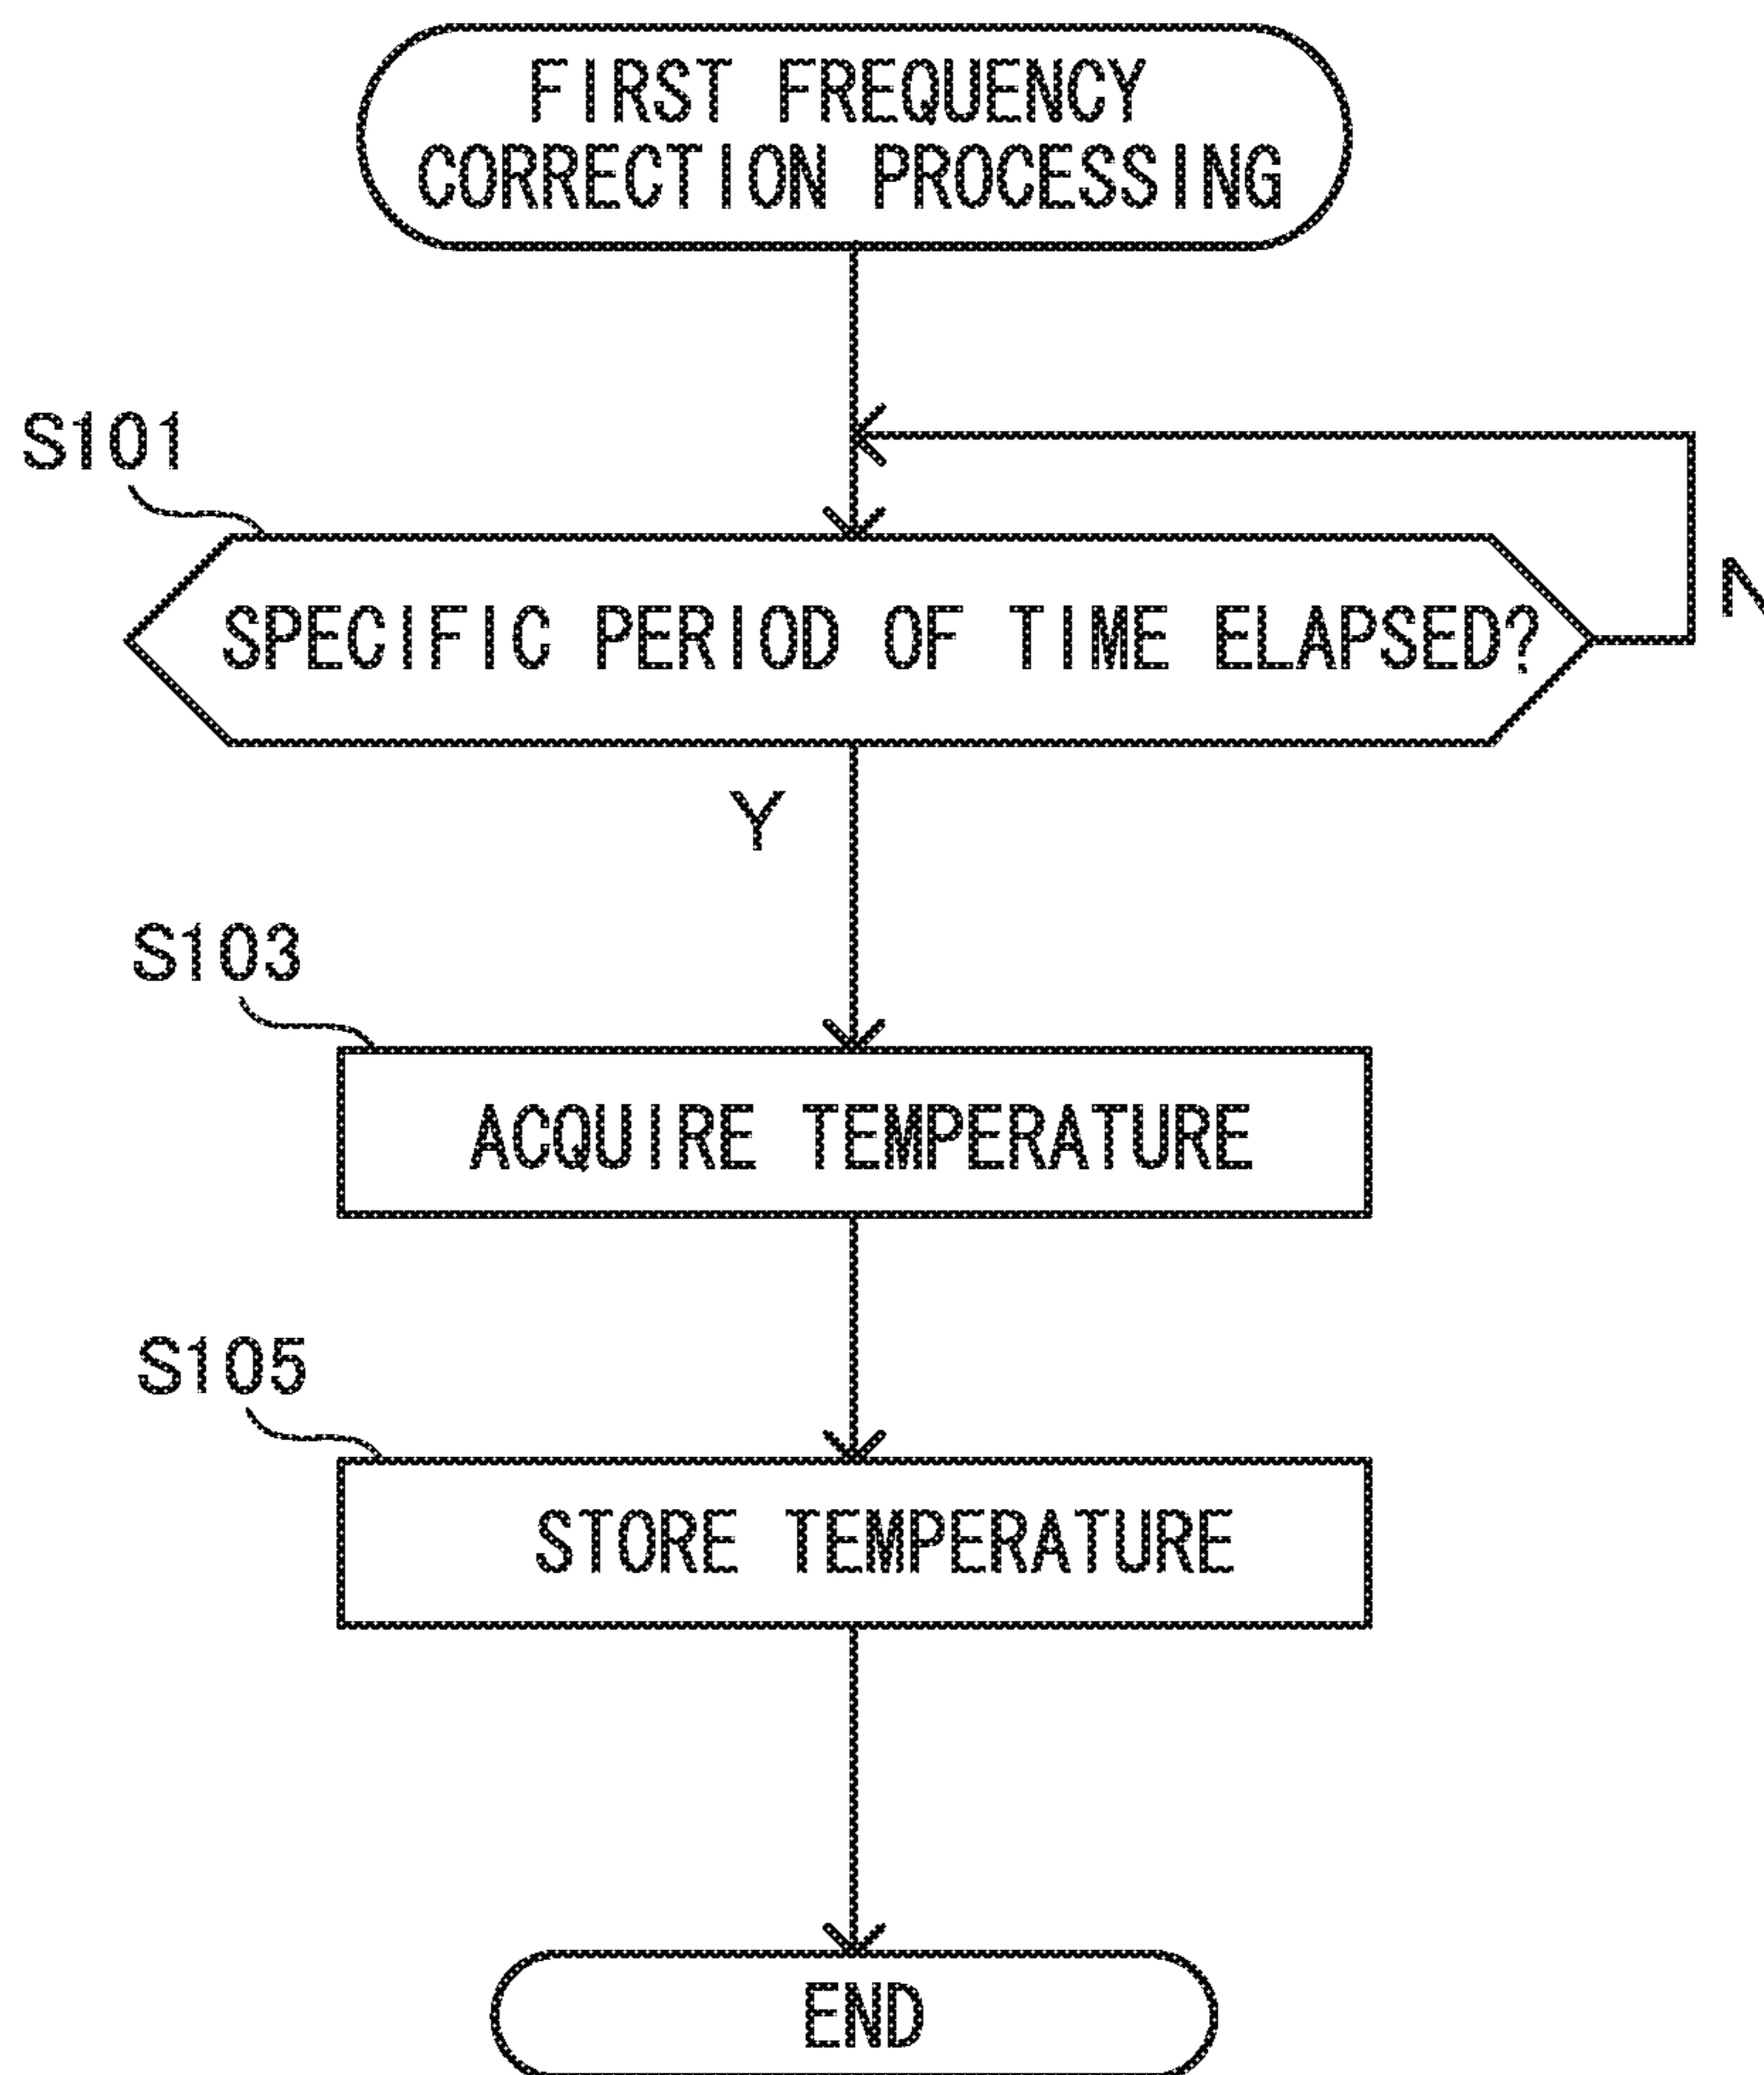 FIRST FREQUENCY
CORRECTION PROCESSING
S101
SPECIFIC PERIOD OF TIME ELAPSED?
N
Y
S103
ACQUIRE TEMPERATURE
S105
STORE TEMPERATURE
END